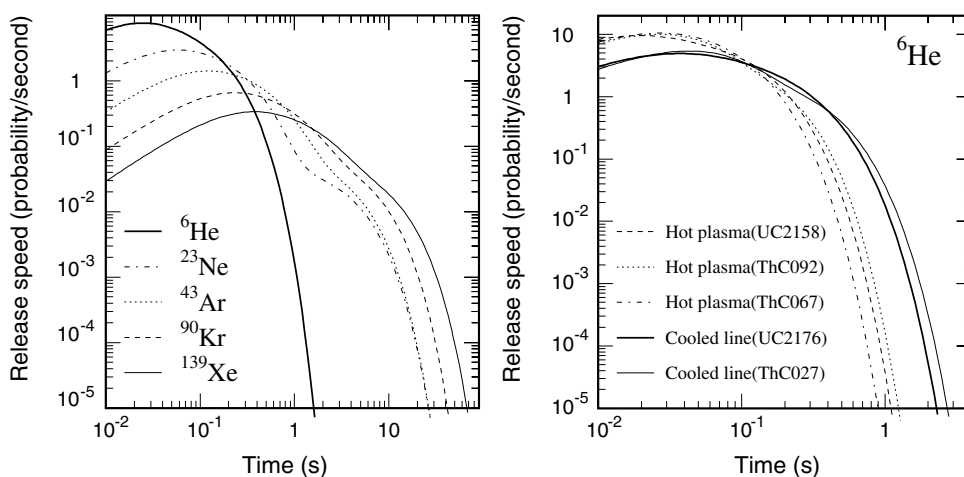 Release speed (probability/second)
1
10^-1
10^-2
10^-3
10^-4
10^-5
10^-2
10^-1
1
10
Time (s)
^6He
^23Ne
^43Ar
^90Kr
^139Xe
Release speed (probability/second)
10
1
10^-1
10^-2
10^-3
10^-4
10^-5
10^-2
10^-1
1
Time (s)
^6He
Hot plasma(UC2158)
Hot plasma(ThC092)
Hot plasma(ThC067)
Cooled line(UC2176)
Cooled line(ThC027)